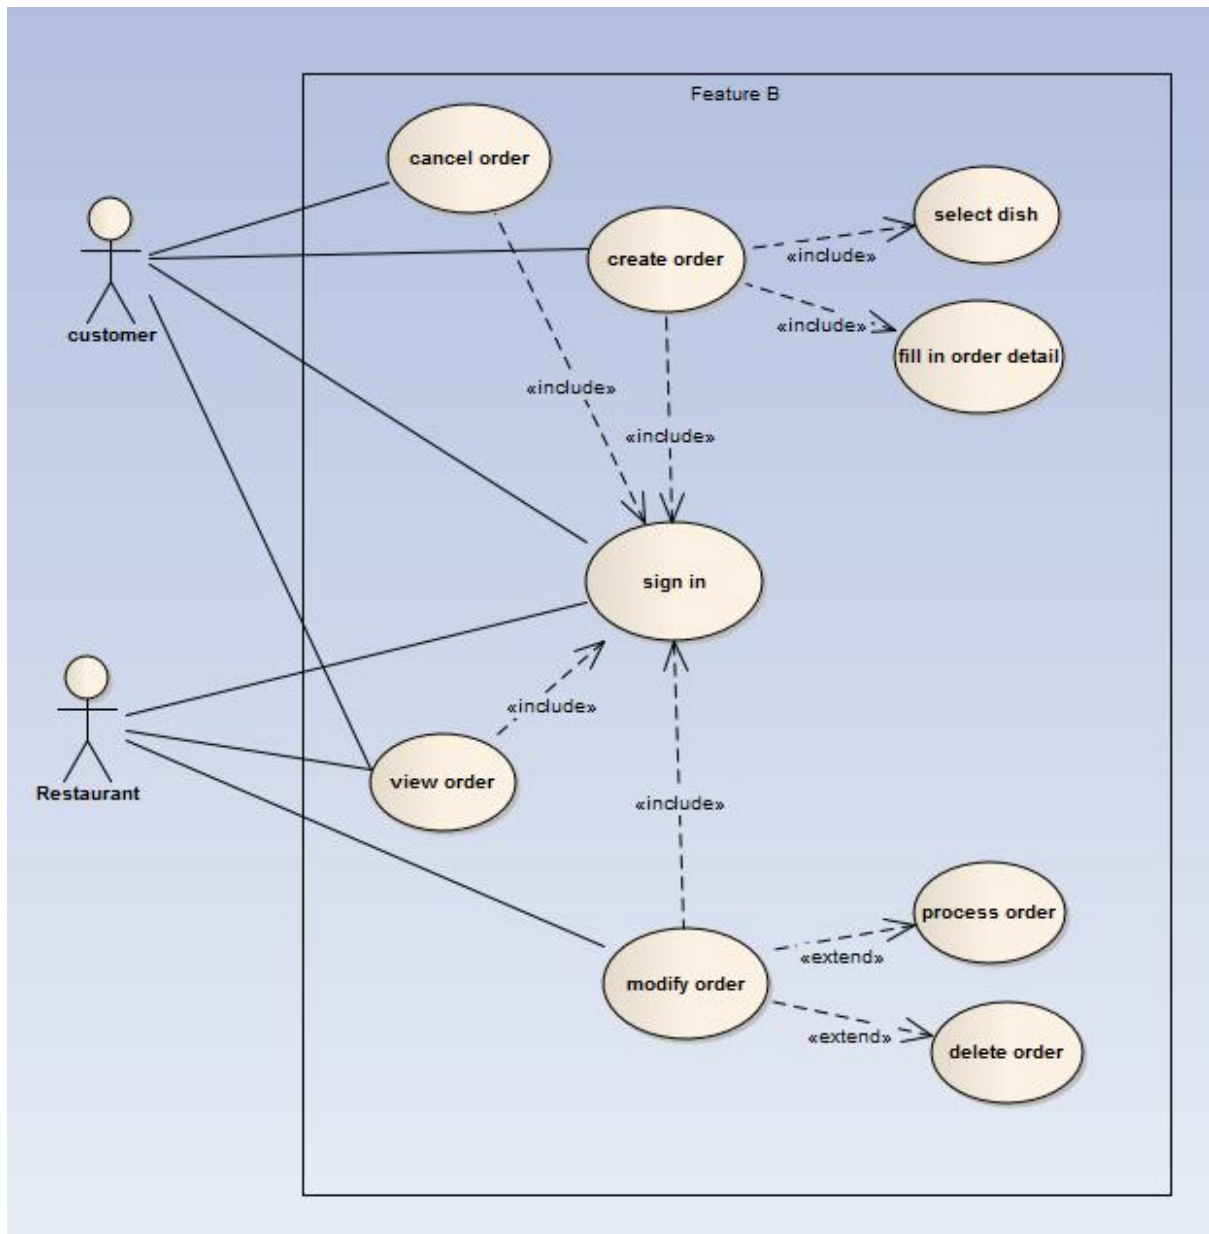 Feature B
cancel order
select dish
create order
«include»
«include»
customer
fill in order detail
«include»
«include»
sign in
«include»
view order
Restaurant
«include»
process order
«extend»
modify order
«extend»
delete order